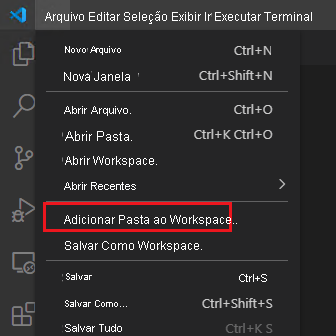 Arquivo Editar Seleção Exibir Ir Executar Terminal
Novo Arquivo Ctrl+N
Nova Janela Ctrl+Shift+N
Abrir Arquivo. Ctrl+O
Abrir Pasta. Ctrl+K Ctrl+O
Abrir Workspace.
Abrir Recentes
Adicionar Pasta ao Workspace..
Salvar Como Workspace.
Salvar Ctrl+S
Salvar Como... Ctrl+Shift+S
Salvar Tudo Ctrl+K S